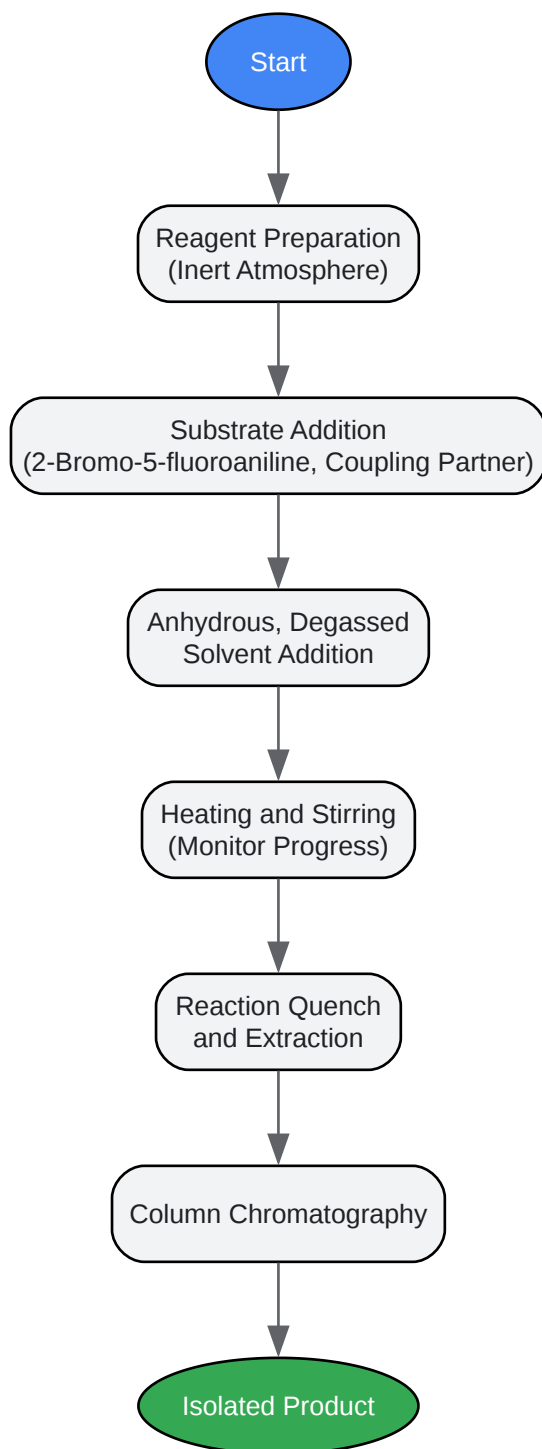 Start
Reagent Preparation
(Inert Atmosphere)
Substrate Addition
(2-Bromo-5-fluoroaniline, Coupling Partner)
Anhydrous, Degassed
Solvent Addition
Heating and Stirring
(Monitor Progress)
Reaction Quench
and Extraction
Column Chromatography
Isolated Product